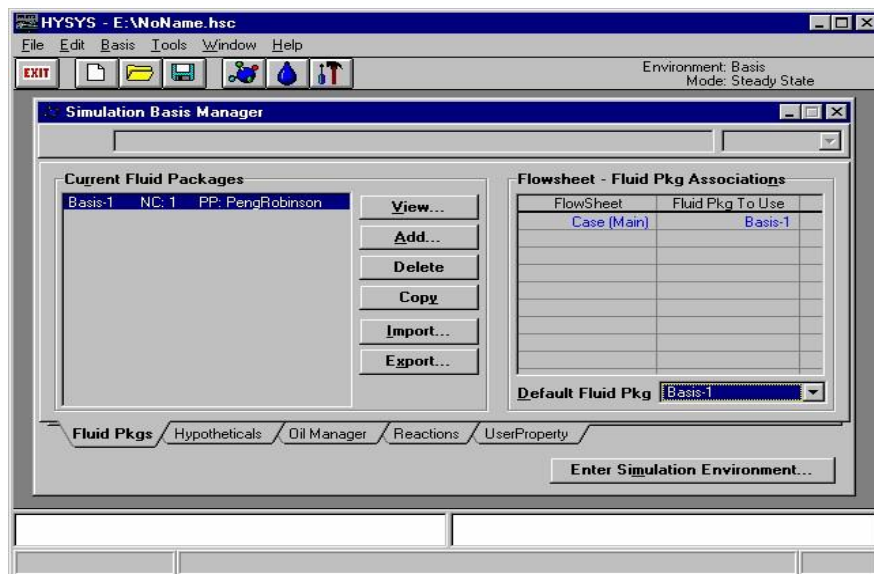 HYSYS - E:\NoName.hsc
File Edit Basis Tools Window Help
EXIT
Environment: Basis
Mode: Steady State
Simulation Basis Manager
Current Fluid Packages
Basis-1 NC: 1 PP: PengRobinson
View...
Add...
Delete
Copy
Import...
Export...
Flowsheet - Fluid Pkg Associations
FlowSheet Fluid Pkg To Use
Case (Main) Basis-1
Default Fluid Pkg Basis-1
Fluid Pkgs Hypotheticals Oil Manager Reactions UserProperty
Enter Simulation Environment...